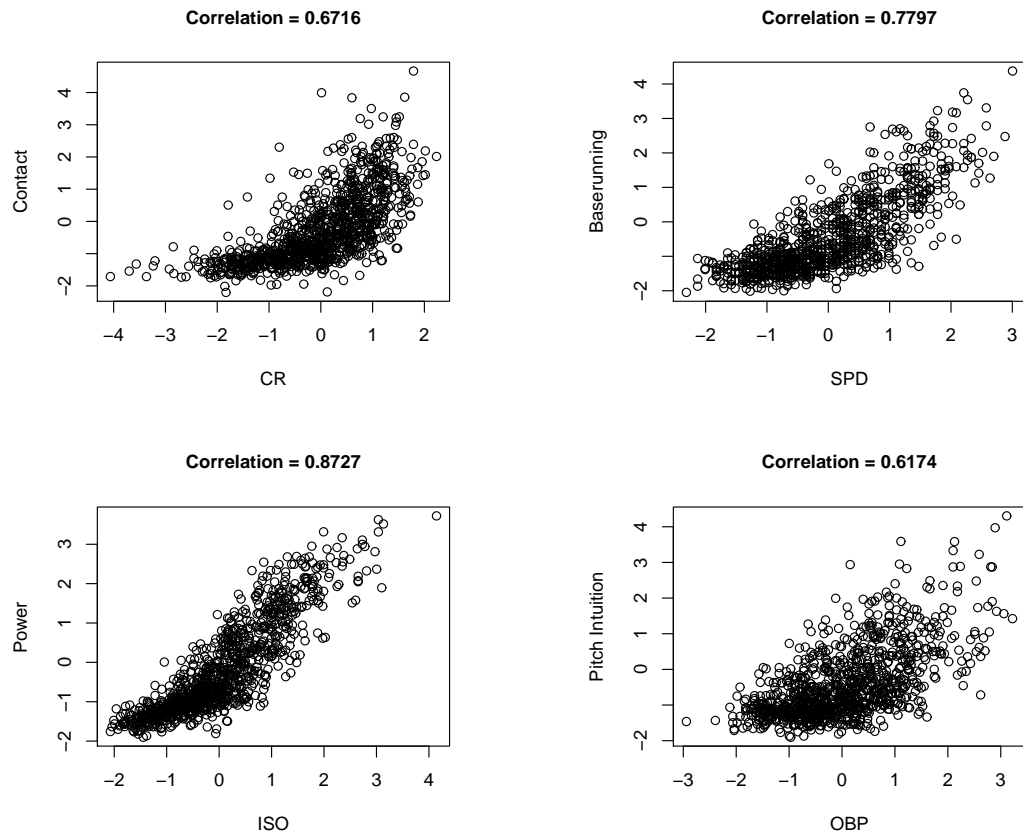 Correlation = 0.6716
4
3
2
1
0
−2
Contact
−4 −3 −2 −1 0 1 2
CR
Correlation = 0.7797
4
3
2
1
0
−1
−2
Baserunning
−2 −1 0 1 2 3
SPD
Correlation = 0.8727
3
2
1
0
−1
−2
Power
−2 −1 0 1 2 3 4
ISO
Correlation = 0.6174
4
3
2
1
0
−2
Pitch Intuition
−3 −2 −1 0 1 2 3
OBP